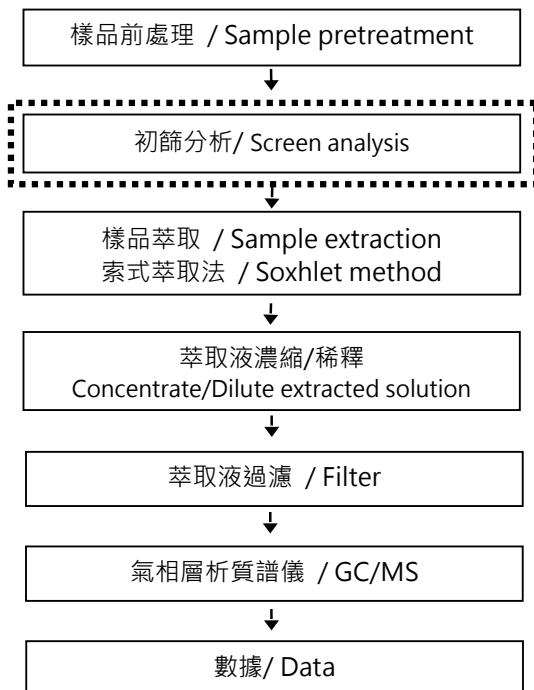 樣品前處理 / Sample pretreatment
初篩分析/ Screen analysis
樣品萃取 / Sample extraction
索式萃取法 / Soxhlet method
萃取液濃縮/稀釋
Concentrate/Dilute extracted solution
萃取液過濾 / Filter
氣相層析質譜儀 / GC/MS
數據/ Data